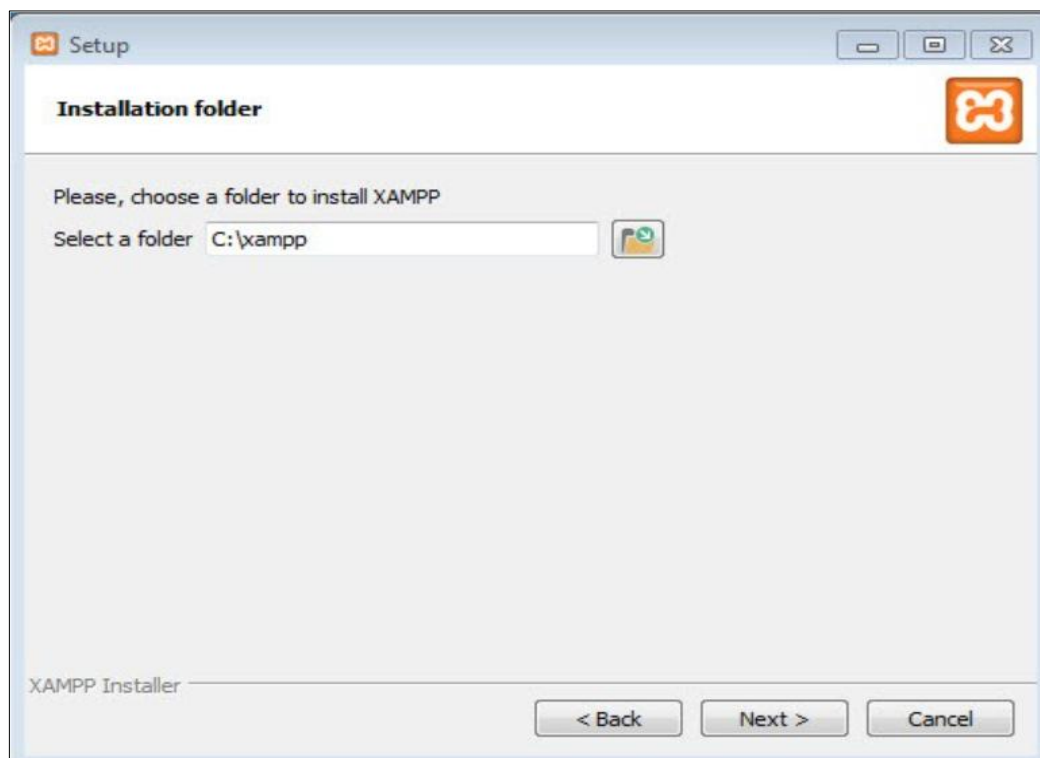 Setup
Installation folder
Please, choose a folder to install XAMPP
Select a folder C:\xampp
XAMPP Installer
< Back Next > Cancel